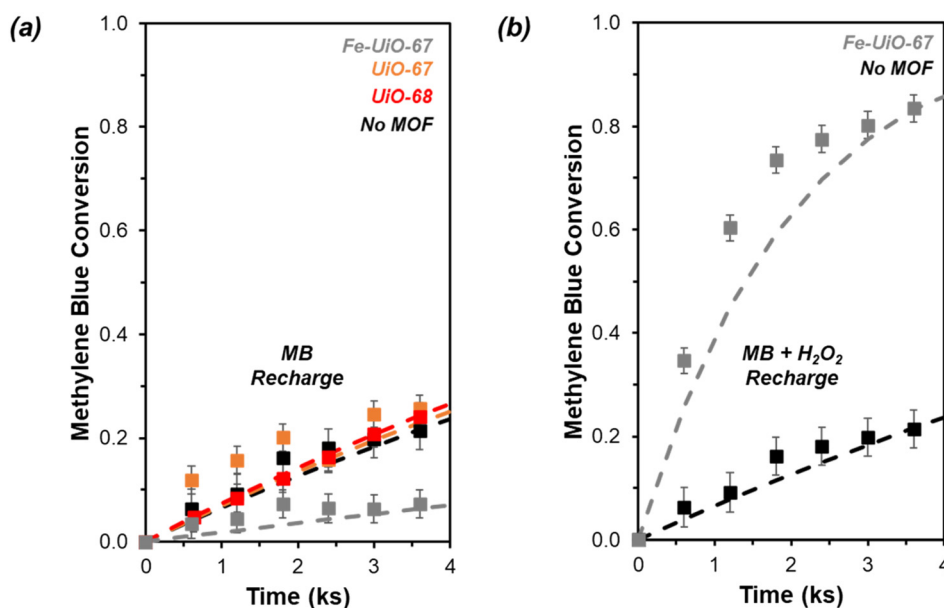 (a)
Methylene Blue Conversion
1.0
0.8
0.6
0.4
0.2
0.0
Fe-UiO-67
UiO-67
UiO-68
No MOF
MB
Recharge
0 1 2 3 4
Time (ks)
(b)
Methylene Blue Conversion
1.0
0.8
0.6
0.4
0.2
0.0
Fe-UiO-67
No MOF
MB + H₂O₂
Recharge
0 1 2 3 4
Time (ks)